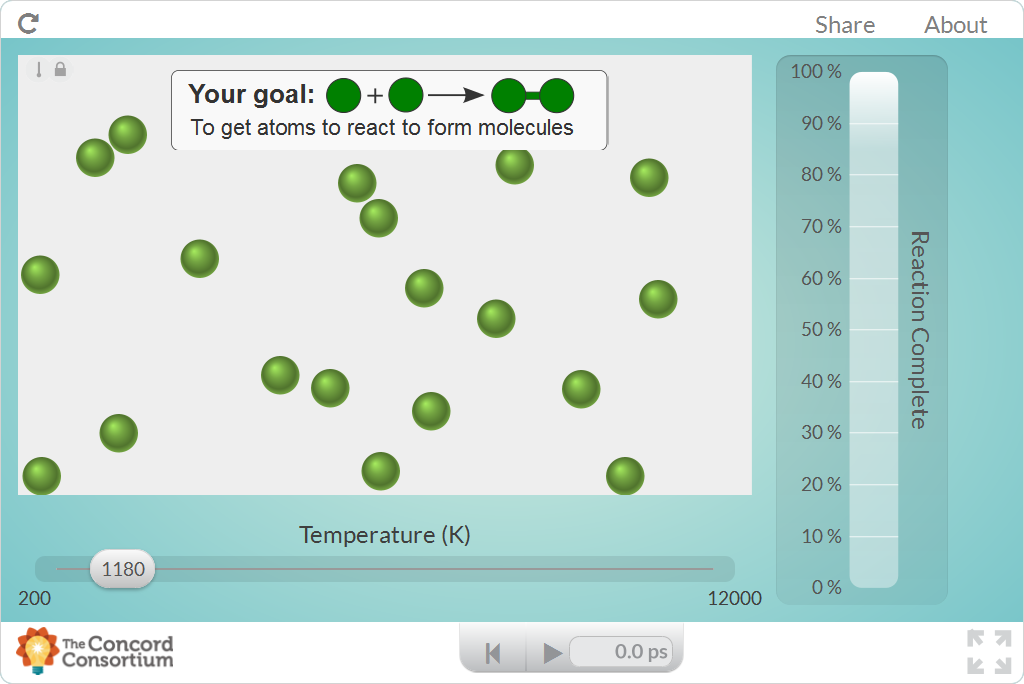 Share About
Your goal: + 
To get atoms to react to form molecules
100 %
90 %
80 %
70 %
60 %
50 %
40 %
30 %
20 %
10 %
0 %
Reaction Complete
Temperature (K)
1180
200 12000
The Concord
Consortium
0.0 ps